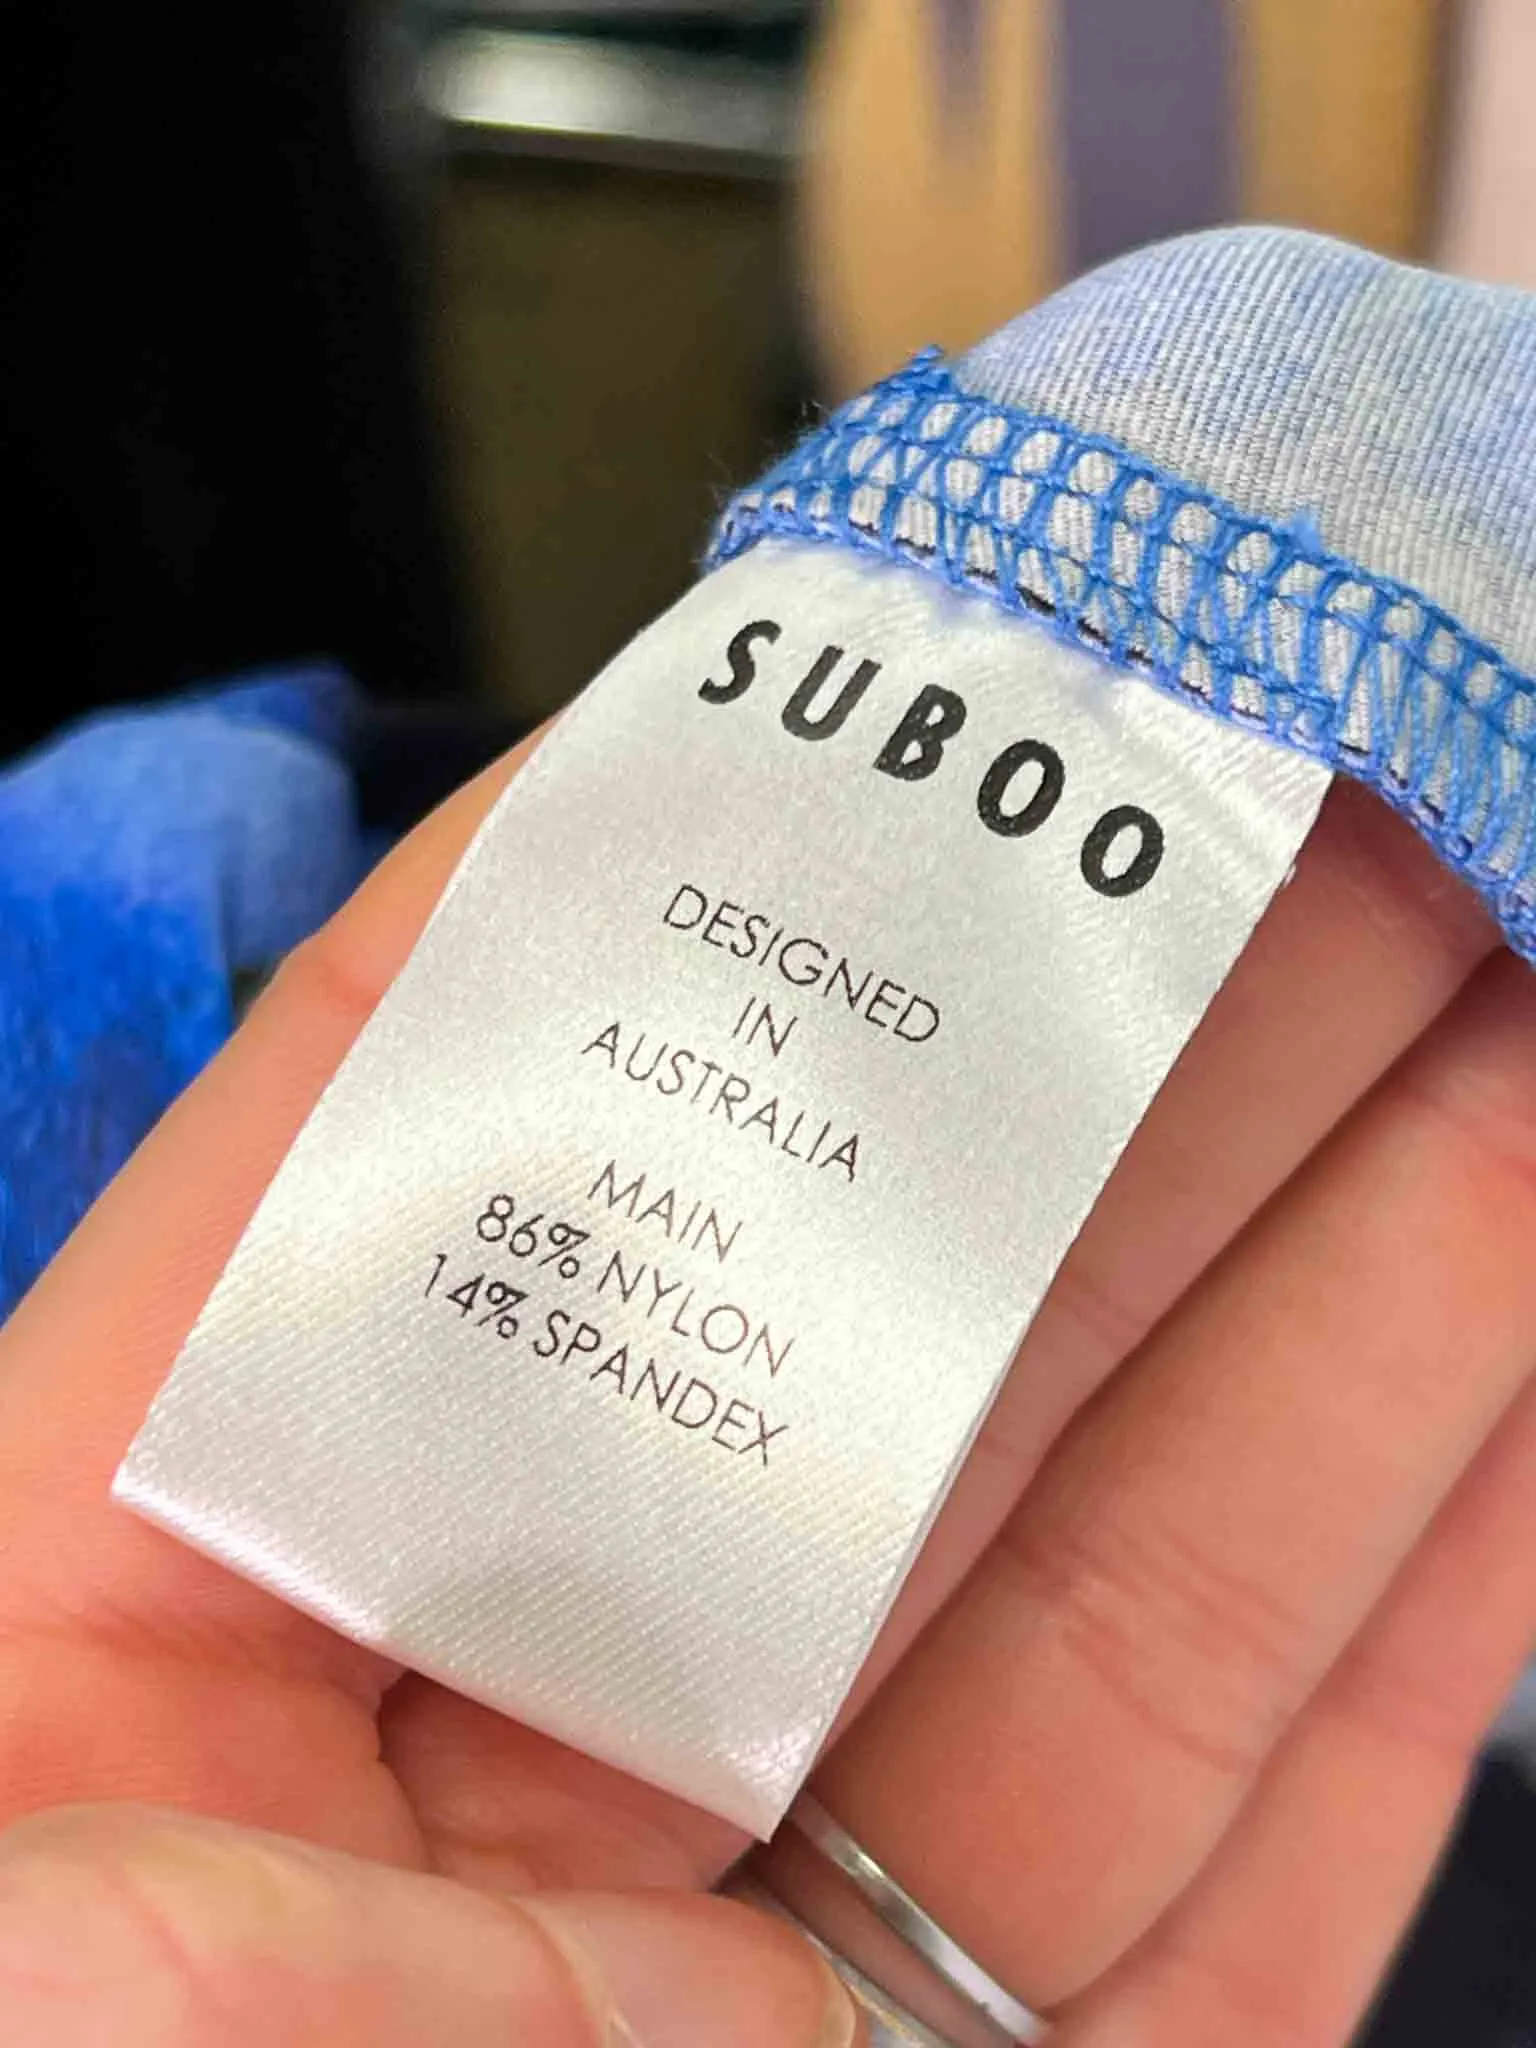 SUBOO
DESIGNED
IN
AUSTRALIA
MAIN
86% NYLON
14% SPANDEX